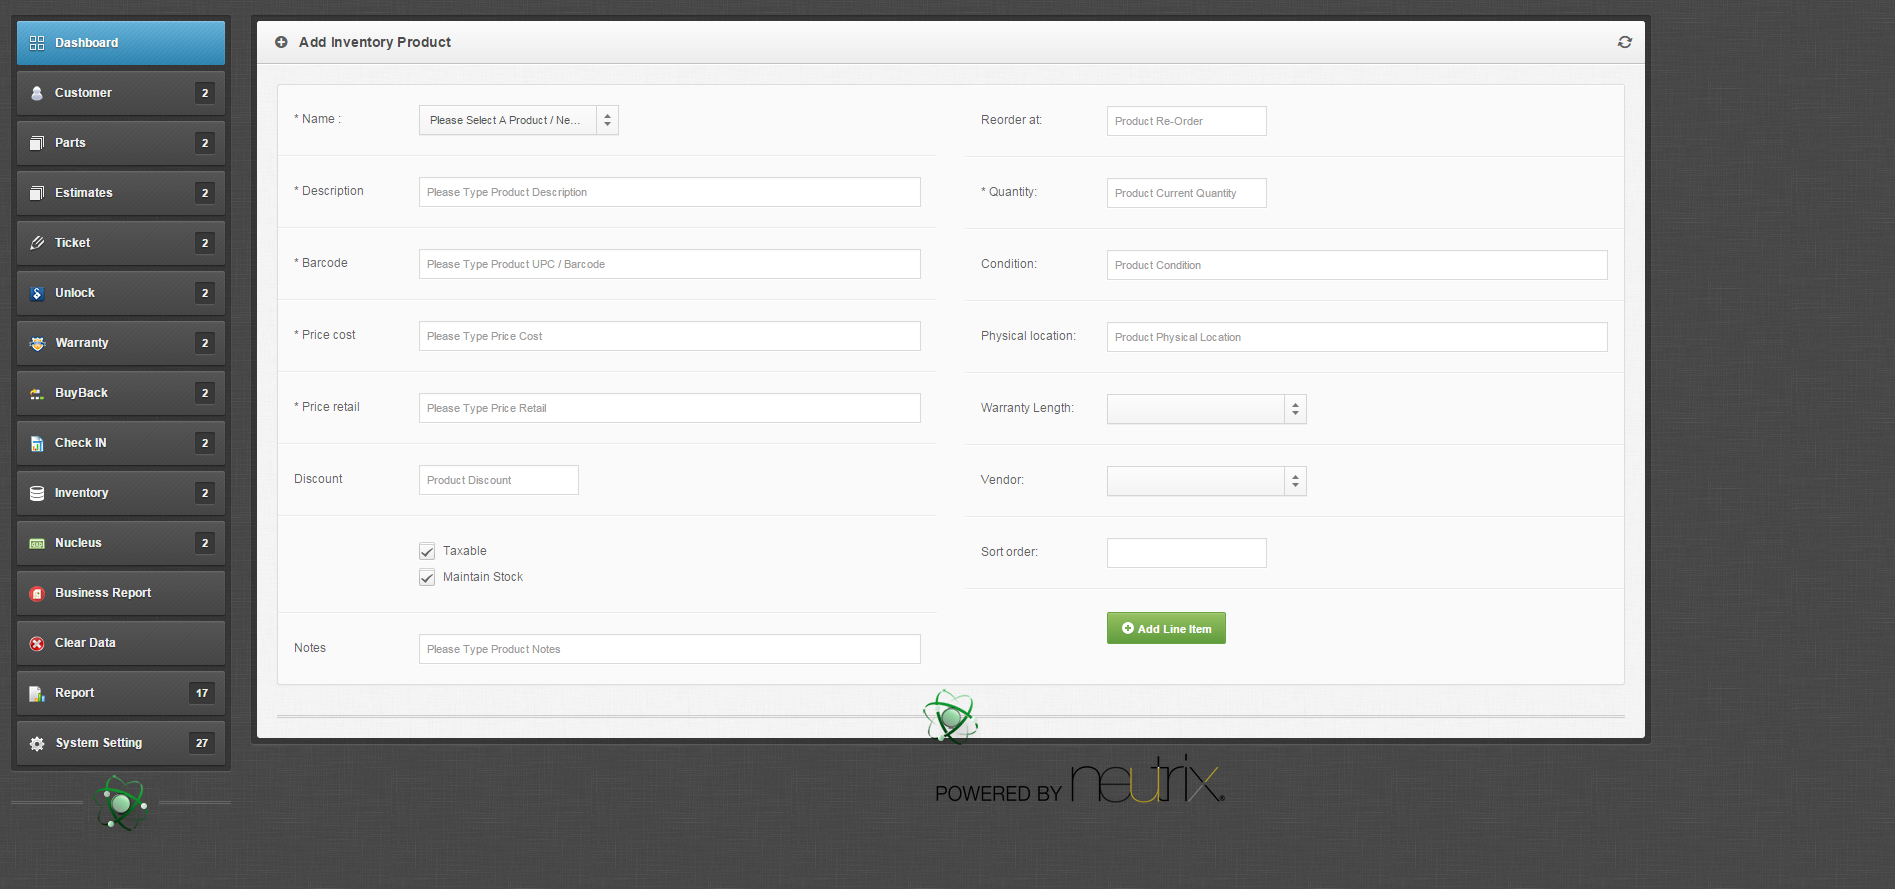 Dashboard
Customer 2
Parts 2
Estimates 2
Ticket 2
Unlock 2
Warranty 2
BuyBack 2
Check IN 2
Inventory 2
Nucleus 2
Business Report
Clear Data
Report 17
System Setting 27
Add Inventory Product
* Name : Please Select A Product / Ne...
* Description Please Type Product Description
* Barcode Please Type Product UPC / Barcode
* Price cost Please Type Price Cost
* Price retail Please Type Price Retail
Discount Product Discount
Taxable
Maintain Stock
Notes Please Type Product Notes
Reorder at: Product Re-Order
* Quantity: Product Current Quantity
Condition: Product Condition
Physical location: Product Physical Location
Warranty Length:
Vendor:
Sort order:
Add Line Item
POWERED BY neutrix®